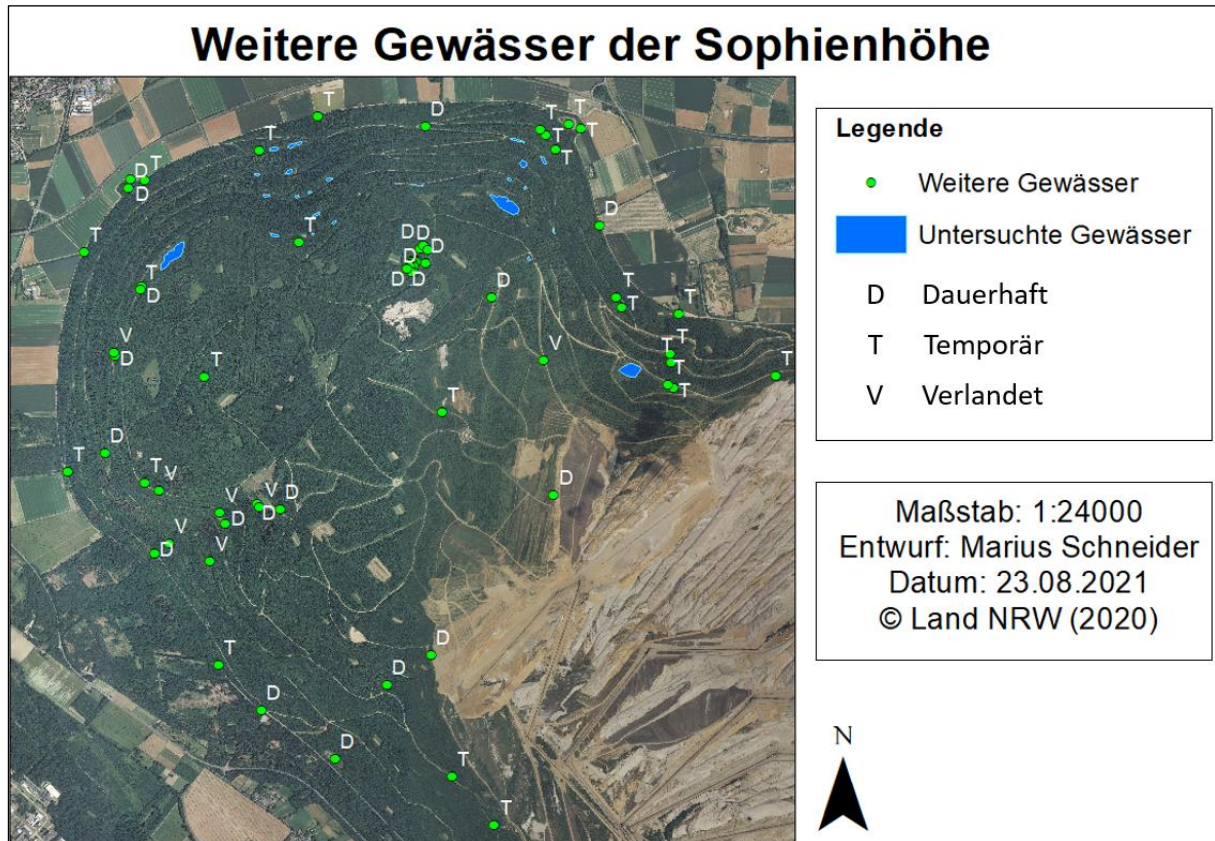 Weitere Gewässer der Sophienhöhe
T
D
T
T
T
T
T
D
T
D
T
D
T
D
D
D
D
D
D
D
T
D
D
T
T
T
V
D
T
V
T
T
T
T
T
D
T
T
V
D
V
V
D
D
D
V
D
V
T
D
D
D
D
T
T
Legende
Weitere Gewässer
Untersuchte Gewässer
D Dauerhaft
T Temporär
V Verlandet
Maßstab: 1:24000
Entwurf: Marius Schneider
Datum: 23.08.2021
© Land NRW (2020)
N